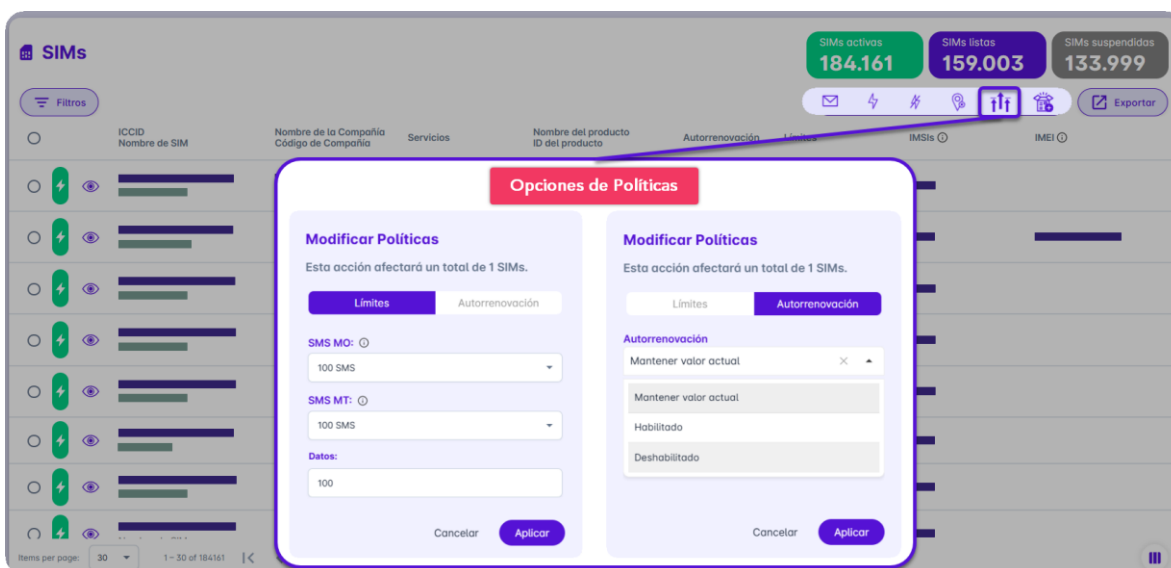 SIMs
SIMs activas
184.161
SIMs listas
159.003
SIMs suspendidas
133.999
Filtros
Exportar
ICCID
Nombre de SIM
Nombre de la Compañía
Código de Compañía
Servicios
Nombre del producto
ID del producto
Autorrenovación
Límites
IMSIs
IMEI
Opciones de Políticas
Modificar Políticas
Esta acción afectará un total de 1 SIMs.
Límites
Autorrenovación
SMS MO:
100 SMS
SMS MT:
100 SMS
Datos:
100
Cancelar
Aplicar
Modificar Políticas
Esta acción afectará un total de 1 SIMs.
Límites
Autorrenovación
Autorrenovación
Mantener valor actual
Mantener valor actual
Habilitado
Deshabilitado
Cancelar
Aplicar
Items per page:
30
1 – 30 of 184161